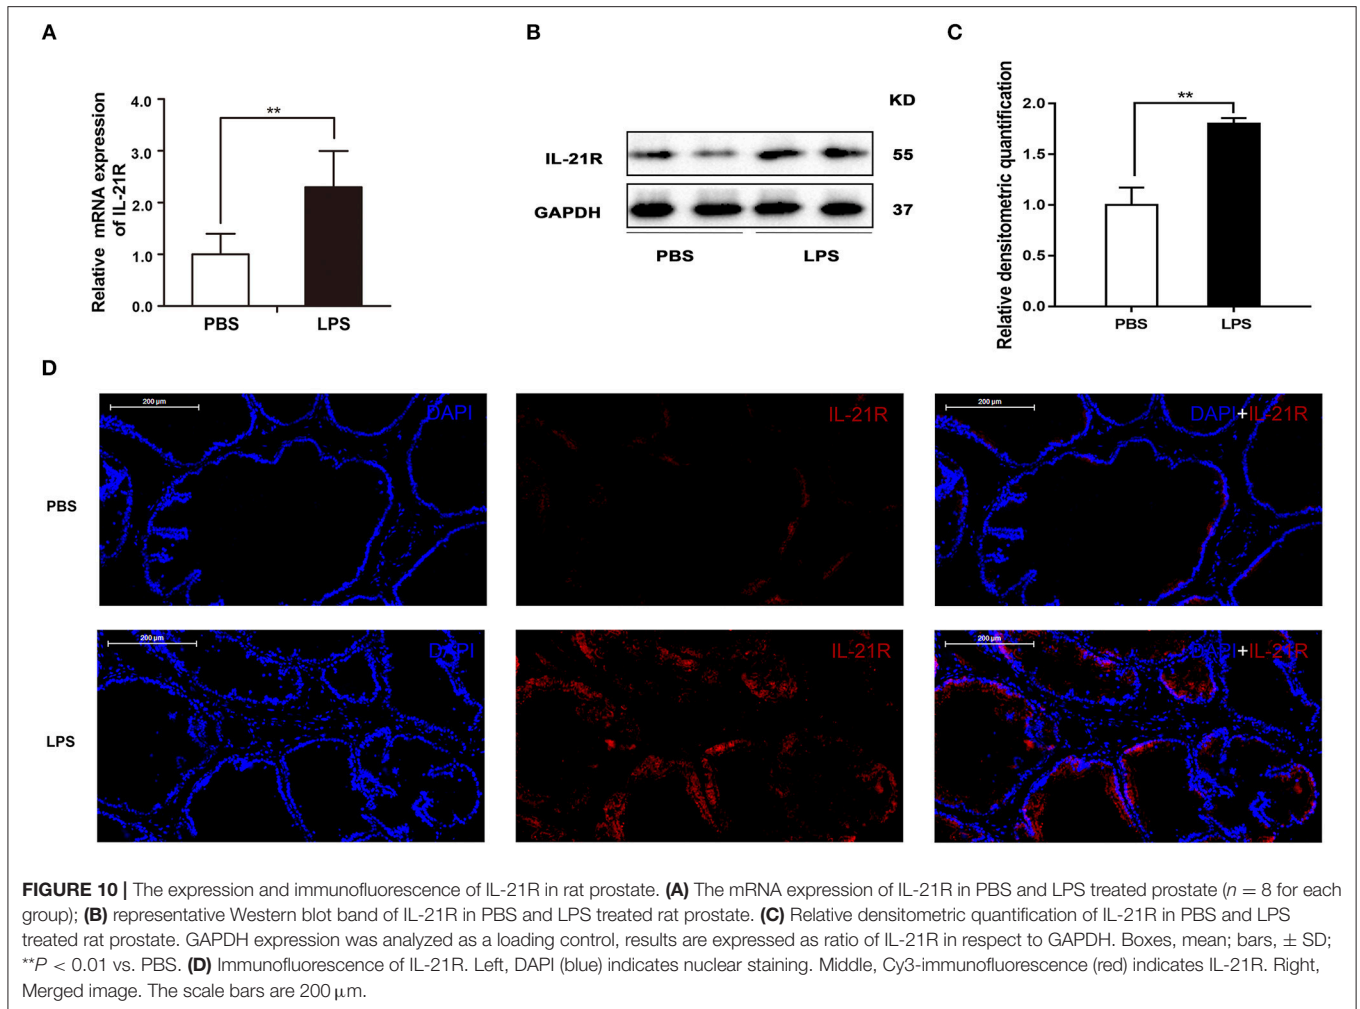 A
B
C
Relative mRNA expression
of IL-21R
4.0
3.0
2.0
1.0
0.0
**
PBS
LPS
KD
IL-21R
55
GAPDH
37
PBS
LPS
Relative densitometric quantification
2.0
1.5
1.0
0.5
0.0
**
PBS
LPS
D
PBS
200 µm
DAPI
IL-21R
200 µm
DAPI+IL-21R
LPS
200 µm
DAPI
IL-21R
200 µm
DAPI+IL-21R
FIGURE 10 | The expression and immunofluorescence of IL-21R in rat prostate. (A) The mRNA expression of IL-21R in PBS and LPS treated prostate (n = 8 for each
group); (B) representative Western blot band of IL-21R in PBS and LPS treated rat prostate. (C) Relative densitometric quantification of IL-21R in PBS and LPS
treated rat prostate. GAPDH expression was analyzed as a loading control, results are expressed as ratio of IL-21R in respect to GAPDH. Boxes, mean; bars, ± SD;
**P < 0.01 vs. PBS. (D) Immunofluorescence of IL-21R. Left, DAPI (blue) indicates nuclear staining. Middle, Cy3-immunofluorescence (red) indicates IL-21R. Right,
Merged image. The scale bars are 200 µm.